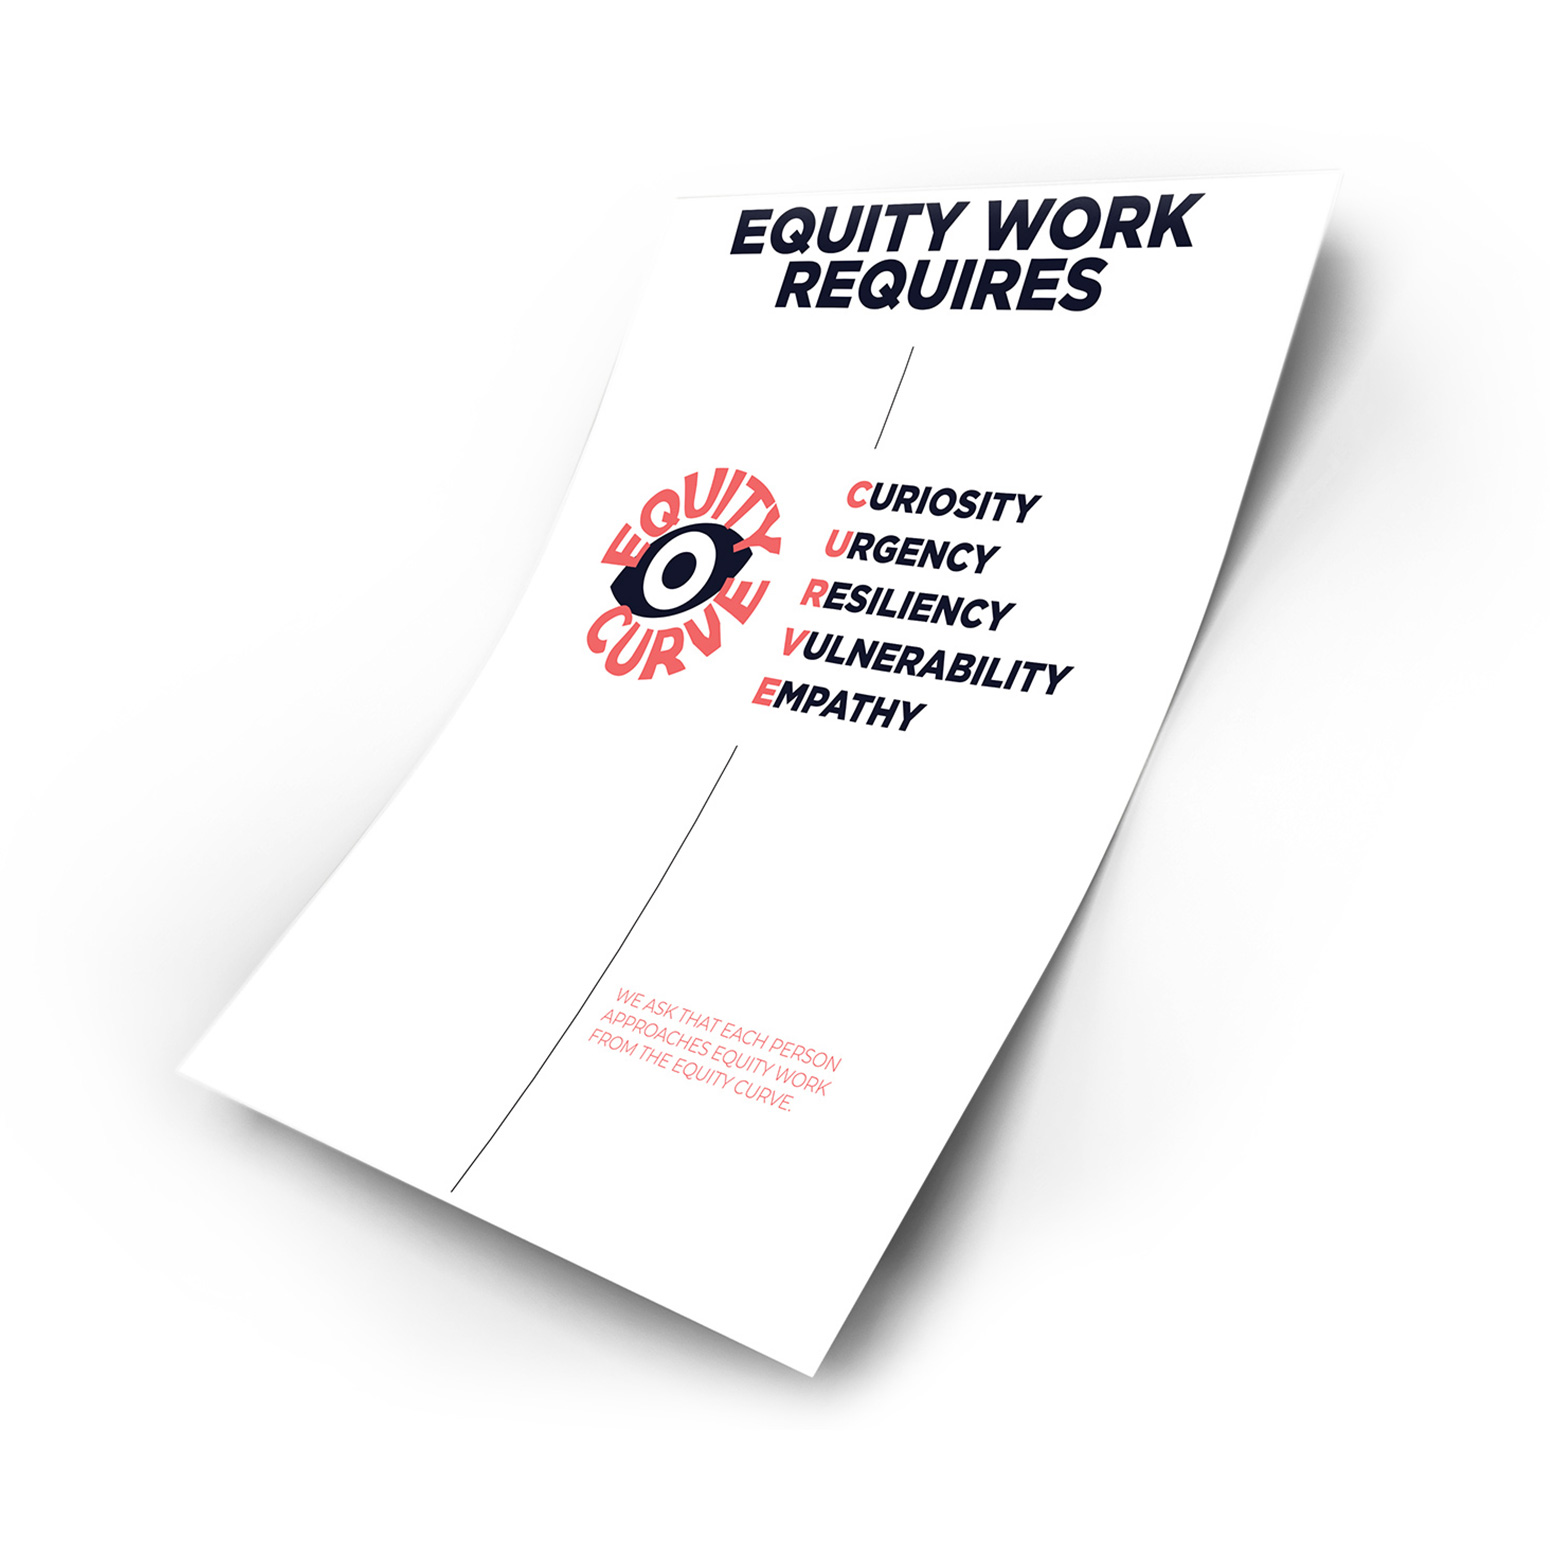 EQUITY WORK
REQUIRES
EQUITY
CURVE
CURIOSITY
URGENCY
RESILIENCY
VULNERABILITY
EMPATHY
WE ASK THAT EACH PERSON
APPROACHES EQUITY WORK
FROM THE EQUITY CURVE.